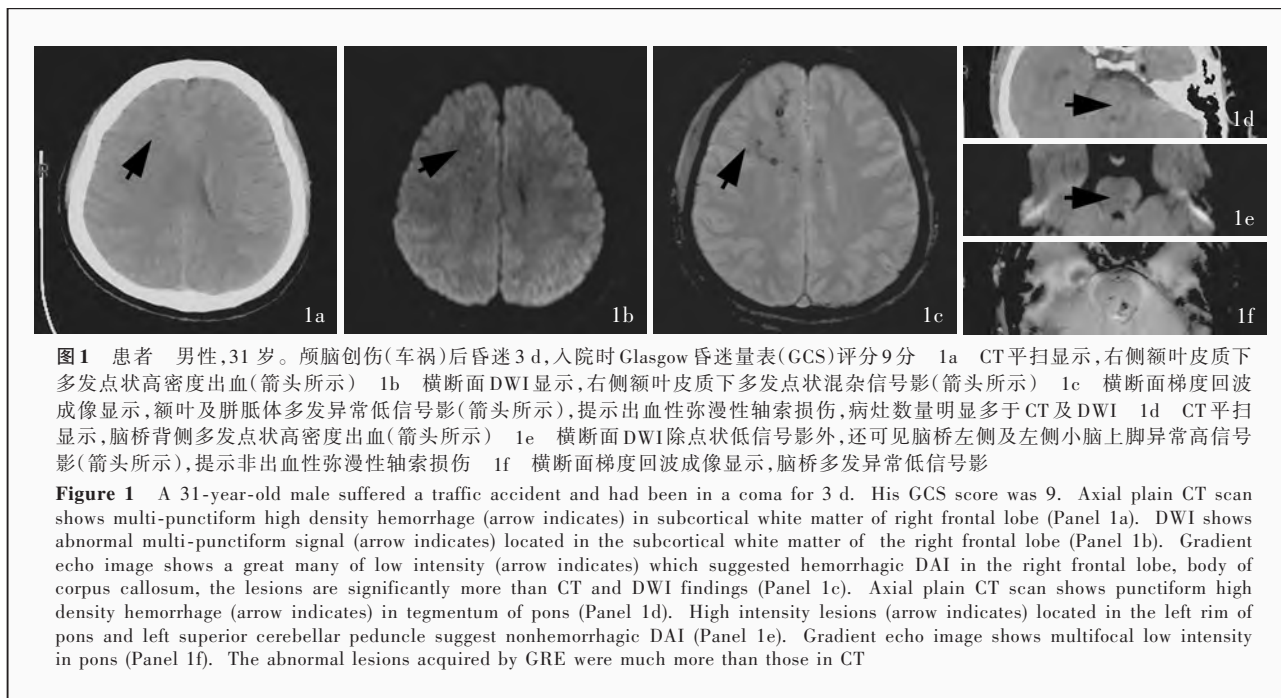 R
1a
1b
1c
1d
1e
1f
图1 患者 男性,31 岁。颅脑创伤(车祸)后昏迷3 d,入院时Glasgow昏迷量表(GCS)评分9分 1a CT平扫显示,右侧额叶皮质下
多发点状高密度出血(箭头所示) 1b 横断面DWI显示,右侧额叶皮质下多发点状混杂信号影(箭头所示) 1c 横断面梯度回波
成像显示,额叶及胼胝体多发异常低信号影(箭头所示),提示出血性弥漫性轴索损伤,病灶数量明显多于CT及DWI 1d CT平扫
显示,脑桥背侧多发点状高密度出血(箭头所示) 1e 横断面DWI除点状低信号影外,还可见脑桥左侧及左侧小脑上脚异常高信号
影(箭头所示),提示非出血性弥漫性轴索损伤 1f 横断面梯度回波成像显示,脑桥多发异常低信号影
Figure 1 A 31-year-old male suffered a traffic accident and had been in a coma for 3 d. His GCS score was 9. Axial plain CT scan
shows multi-punctiform high density hemorrhage (arrow indicates) in subcortical white matter of right frontal lobe (Panel 1a). DWI shows
abnormal multi-punctiform signal (arrow indicates) located in the subcortical white matter of the right frontal lobe (Panel 1b). Gradient
echo image shows a great many of low intensity (arrow indicates) which suggested hemorrhagic DAI in the right frontal lobe, body of
corpus callosum, the lesions are significantly more than CT and DWI findings (Panel 1c). Axial plain CT scan shows punctiform high
density hemorrhage (arrow indicates) in tegmentum of pons (Panel 1d). High intensity lesions (arrow indicates) located in the left rim of
pons and left superior cerebellar peduncle suggest nonhemorrhagic DAI (Panel 1e). Gradient echo image shows multifocal low intensity
in pons (Panel 1f). The abnormal lesions acquired by GRE were much more than those in CT